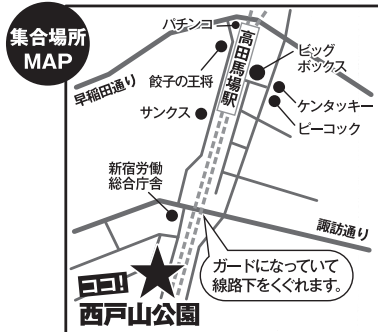 集合場所
MAP
パチンコ
高田馬場駅
ビッグ
ボックス
餃子の王将
早稲田通り
ケンタッキー
サンクス
ピーコック
新宿労働
総合庁舎
諏訪通り
ガードになっていて
線路下をくぐれます。
ココ!
西戸山公園